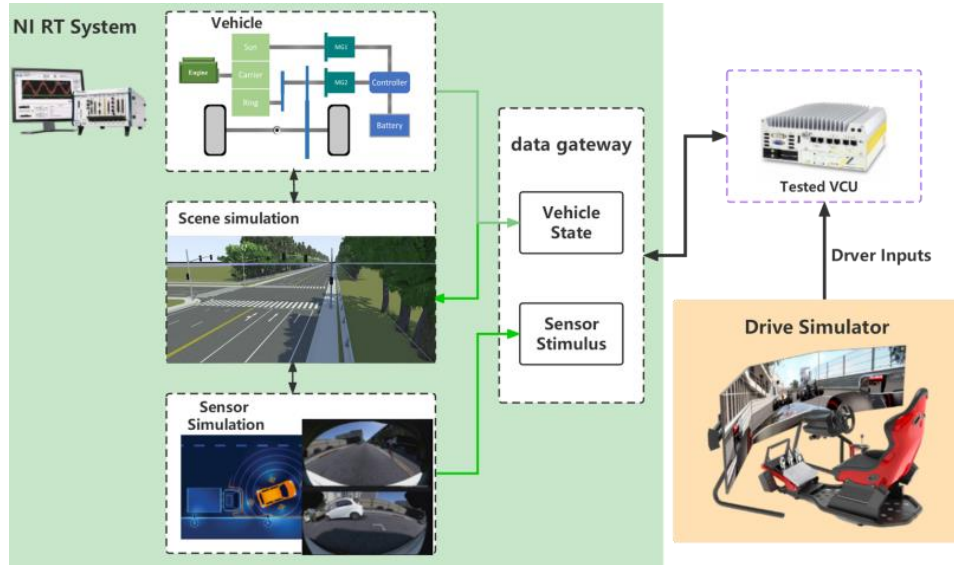 NI RT System
Vehicle
Sun
Carrier
Ring
MG1
MG2
Controller
Battery
Scene simulation
Sensor
Simulation
data gateway
Vehicle
State
Sensor
Stimulus
Tested VCU
Drver Inputs
Drive Simulator